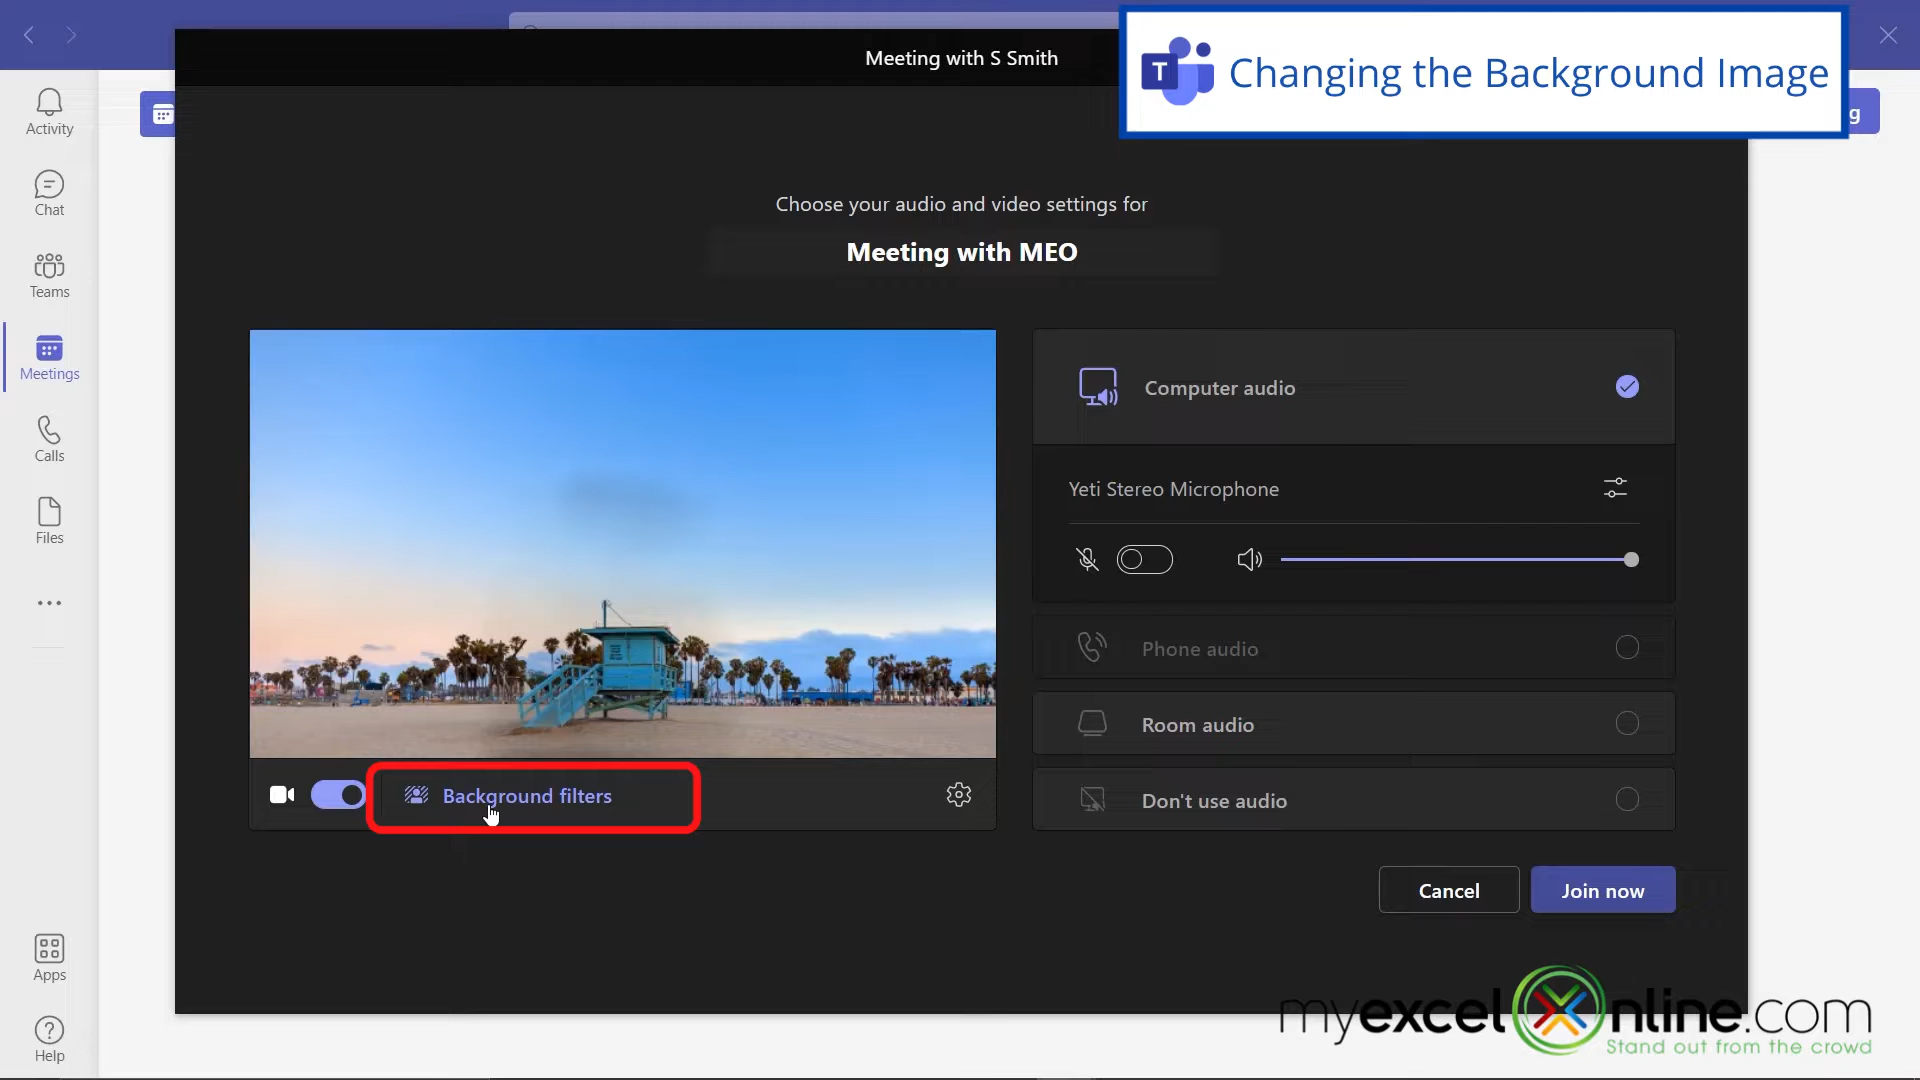 Meeting with S Smith
T
Changing the Background Image
g
Activity
Chat
Teams
Meetings
Calls
Files
Apps
Help
Choose your audio and video settings for
Meeting with MEO
Computer audio
Yeti Stereo Microphone
Phone audio
Room audio
Don't use audio
Background filters
Cancel
Join now
myexcelOnline.com
Stand out from the crowd